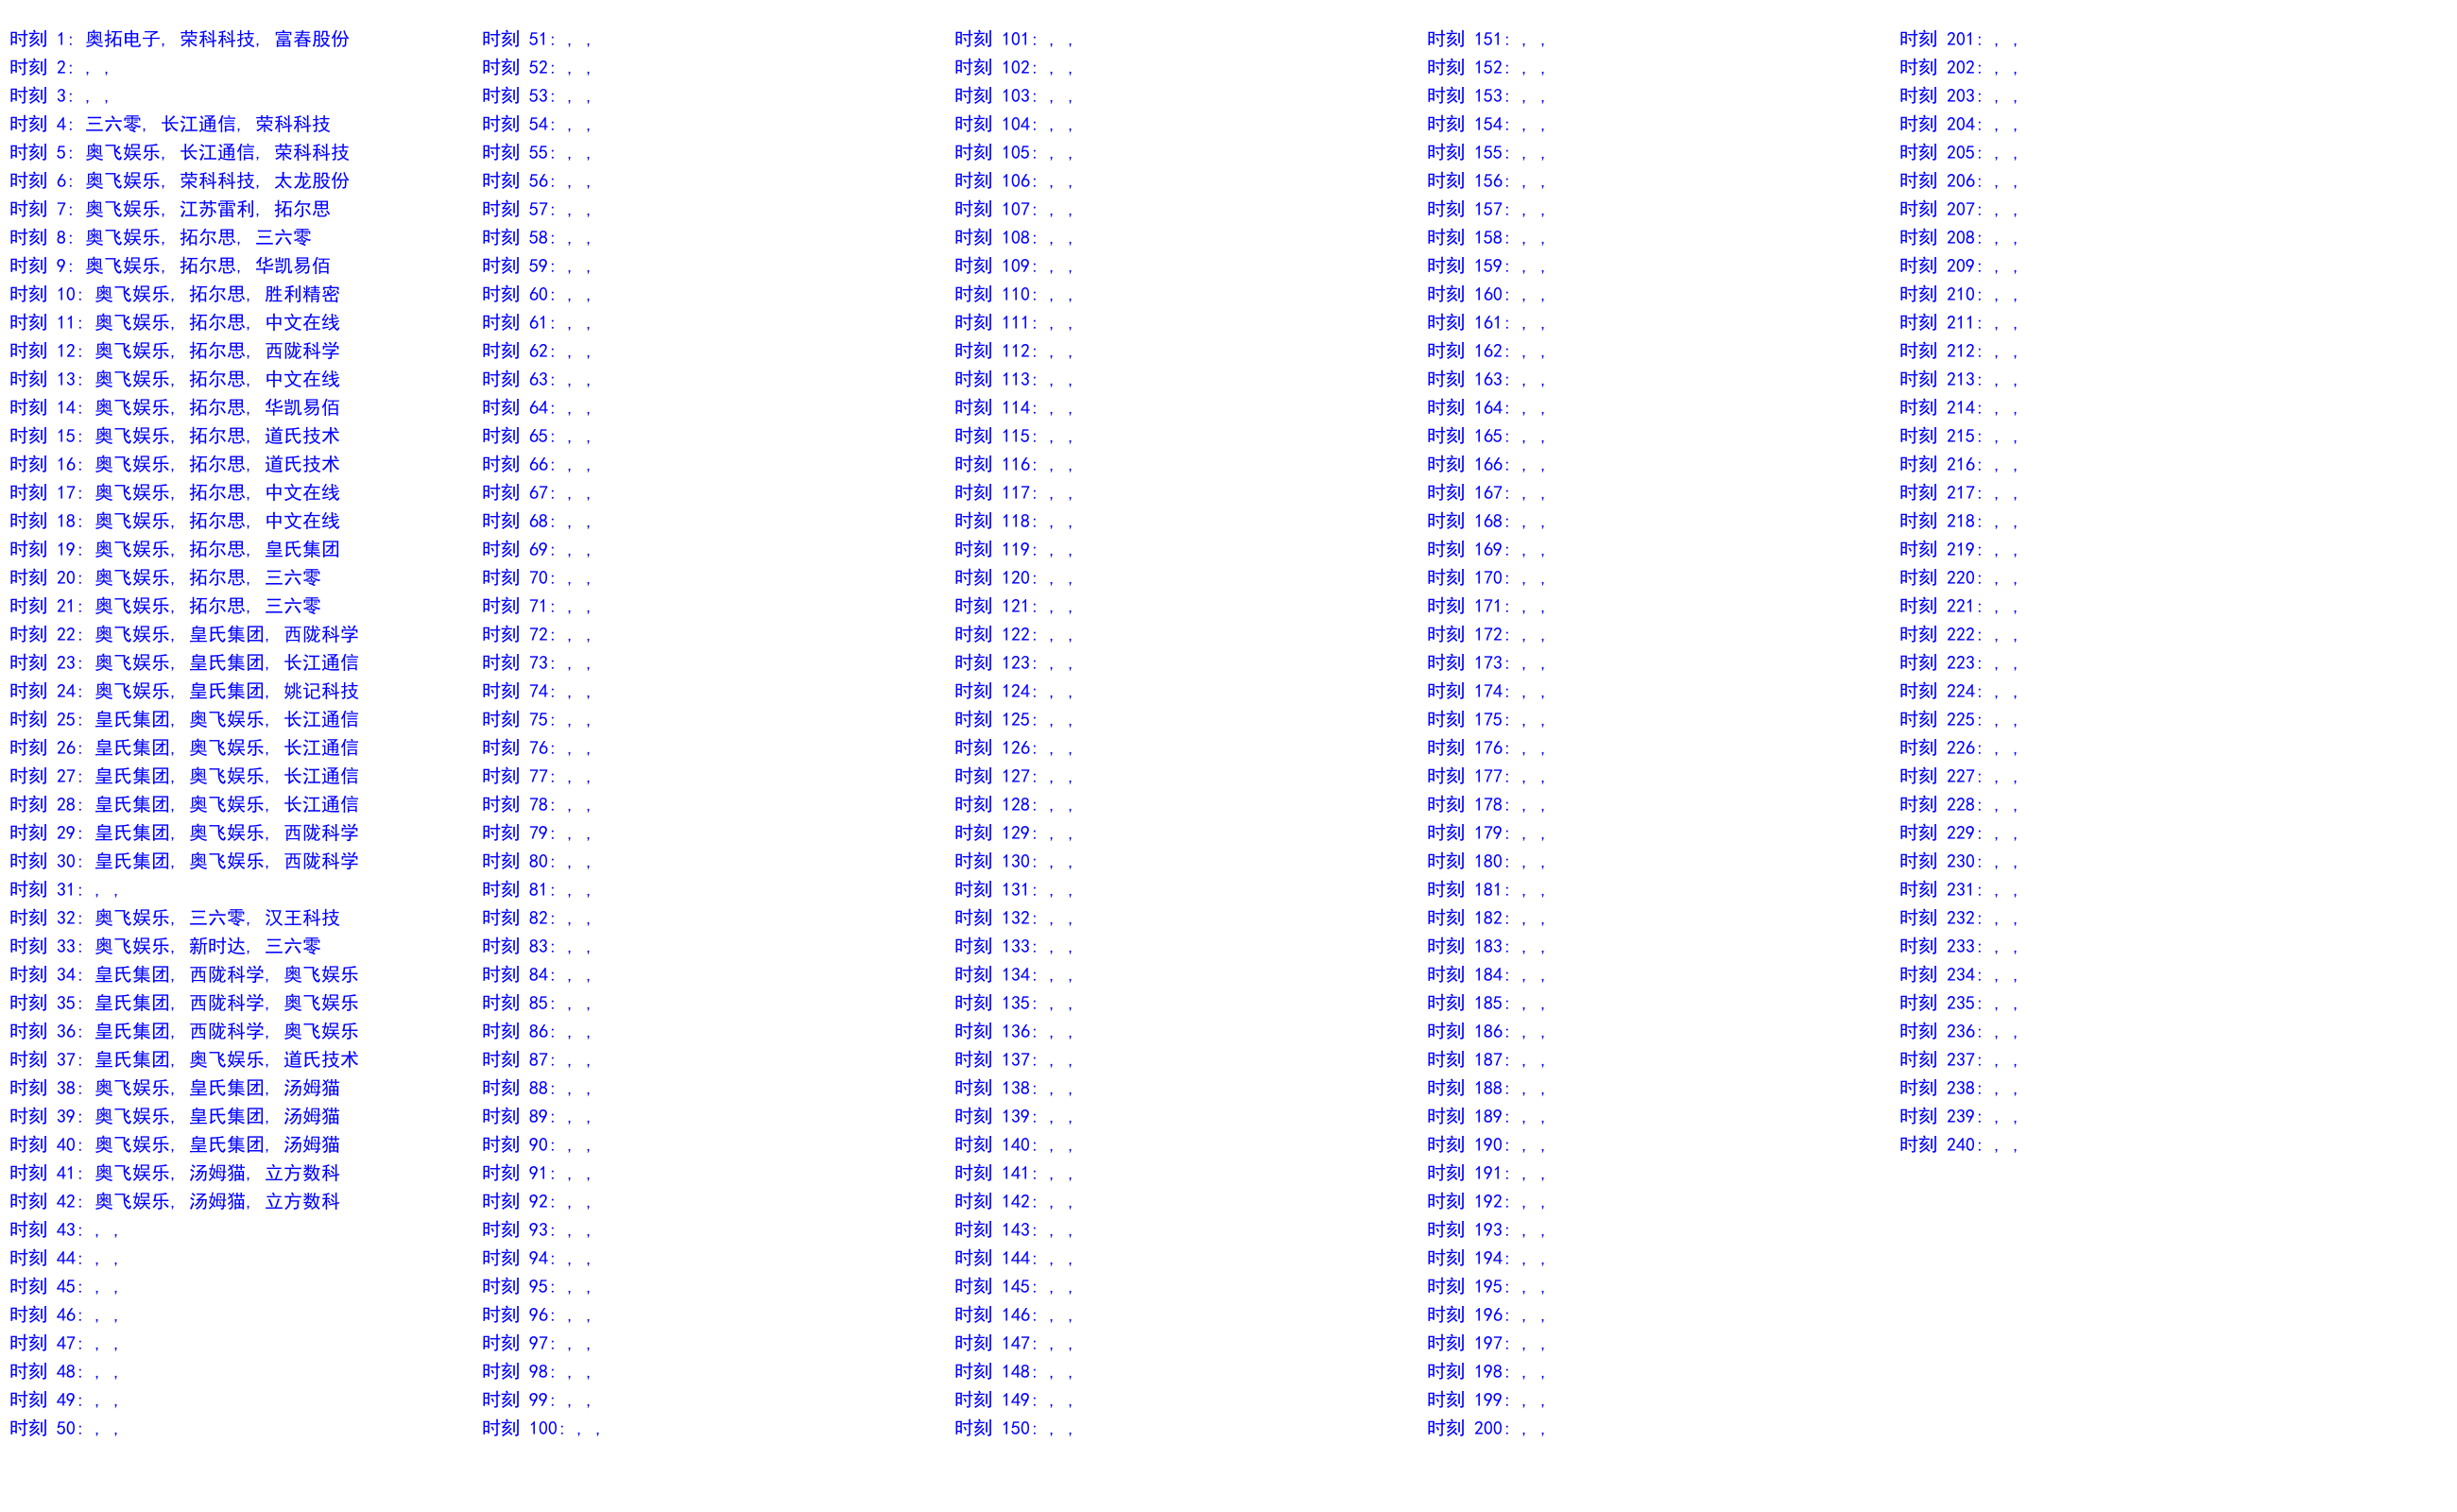 时刻 1: 奥拓电子, 荣科科技, 富春股份
时刻 2: , ,
时刻 3: , ,
时刻 4: 三六零, 长江通信, 荣科科技
时刻 5: 奥飞娱乐, 长江通信, 荣科科技
时刻 6: 奥飞娱乐, 荣科科技, 太龙股份
时刻 7: 奥飞娱乐, 江苏雷利, 拓尔思
时刻 8: 奥飞娱乐, 拓尔思, 三六零
时刻 9: 奥飞娱乐, 拓尔思, 华凯易佰
时刻 10: 奥飞娱乐, 拓尔思, 胜利精密
时刻 11: 奥飞娱乐, 拓尔思, 中文在线
时刻 12: 奥飞娱乐, 拓尔思, 西陇科学
时刻 13: 奥飞娱乐, 拓尔思, 中文在线
时刻 14: 奥飞娱乐, 拓尔思, 华凯易佰
时刻 15: 奥飞娱乐, 拓尔思, 道氏技术
时刻 16: 奥飞娱乐, 拓尔思, 道氏技术
时刻 17: 奥飞娱乐, 拓尔思, 中文在线
时刻 18: 奥飞娱乐, 拓尔思, 中文在线
时刻 19: 奥飞娱乐, 拓尔思, 皇氏集团
时刻 20: 奥飞娱乐, 拓尔思, 三六零
时刻 21: 奥飞娱乐, 拓尔思, 三六零
时刻 22: 奥飞娱乐, 皇氏集团, 西陇科学
时刻 23: 奥飞娱乐, 皇氏集团, 长江通信
时刻 24: 奥飞娱乐, 皇氏集团, 姚记科技
时刻 25: 皇氏集团, 奥飞娱乐, 长江通信
时刻 26: 皇氏集团, 奥飞娱乐, 长江通信
时刻 27: 皇氏集团, 奥飞娱乐, 长江通信
时刻 28: 皇氏集团, 奥飞娱乐, 长江通信
时刻 29: 皇氏集团, 奥飞娱乐, 西陇科学
时刻 30: 皇氏集团, 奥飞娱乐, 西陇科学
时刻 31: , ,
时刻 32: 奥飞娱乐, 三六零, 汉王科技
时刻 33: 奥飞娱乐, 新时达, 三六零
时刻 34: 皇氏集团, 西陇科学, 奥飞娱乐
时刻 35: 皇氏集团, 西陇科学, 奥飞娱乐
时刻 36: 皇氏集团, 西陇科学, 奥飞娱乐
时刻 37: 皇氏集团, 奥飞娱乐, 道氏技术
时刻 38: 奥飞娱乐, 皇氏集团, 汤姆猫
时刻 39: 奥飞娱乐, 皇氏集团, 汤姆猫
时刻 40: 奥飞娱乐, 皇氏集团, 汤姆猫
时刻 41: 奥飞娱乐, 汤姆猫, 立方数科
时刻 42: 奥飞娱乐, 汤姆猫, 立方数科
时刻 43: , ,
时刻 44: , ,
时刻 45: , ,
时刻 46: , ,
时刻 47: , ,
时刻 48: , ,
时刻 49: , ,
时刻 50: , ,
时刻 51: , ,
时刻 52: , ,
时刻 53: , ,
时刻 54: , ,
时刻 55: , ,
时刻 56: , ,
时刻 57: , ,
时刻 58: , ,
时刻 59: , ,
时刻 60: , ,
时刻 61: , ,
时刻 62: , ,
时刻 63: , ,
时刻 64: , ,
时刻 65: , ,
时刻 66: , ,
时刻 67: , ,
时刻 68: , ,
时刻 69: , ,
时刻 70: , ,
时刻 71: , ,
时刻 72: , ,
时刻 73: , ,
时刻 74: , ,
时刻 75: , ,
时刻 76: , ,
时刻 77: , ,
时刻 78: , ,
时刻 79: , ,
时刻 80: , ,
时刻 81: , ,
时刻 82: , ,
时刻 83: , ,
时刻 84: , ,
时刻 85: , ,
时刻 86: , ,
时刻 87: , ,
时刻 88: , ,
时刻 89: , ,
时刻 90: , ,
时刻 91: , ,
时刻 92: , ,
时刻 93: , ,
时刻 94: , ,
时刻 95: , ,
时刻 96: , ,
时刻 97: , ,
时刻 98: , ,
时刻 99: , ,
时刻 100: , ,
时刻 101: , ,
时刻 102: , ,
时刻 103: , ,
时刻 104: , ,
时刻 105: , ,
时刻 106: , ,
时刻 107: , ,
时刻 108: , ,
时刻 109: , ,
时刻 110: , ,
时刻 111: , ,
时刻 112: , ,
时刻 113: , ,
时刻 114: , ,
时刻 115: , ,
时刻 116: , ,
时刻 117: , ,
时刻 118: , ,
时刻 119: , ,
时刻 120: , ,
时刻 121: , ,
时刻 122: , ,
时刻 123: , ,
时刻 124: , ,
时刻 125: , ,
时刻 126: , ,
时刻 127: , ,
时刻 128: , ,
时刻 129: , ,
时刻 130: , ,
时刻 131: , ,
时刻 132: , ,
时刻 133: , ,
时刻 134: , ,
时刻 135: , ,
时刻 136: , ,
时刻 137: , ,
时刻 138: , ,
时刻 139: , ,
时刻 140: , ,
时刻 141: , ,
时刻 142: , ,
时刻 143: , ,
时刻 144: , ,
时刻 145: , ,
时刻 146: , ,
时刻 147: , ,
时刻 148: , ,
时刻 149: , ,
时刻 150: , ,
时刻 151: , ,
时刻 152: , ,
时刻 153: , ,
时刻 154: , ,
时刻 155: , ,
时刻 156: , ,
时刻 157: , ,
时刻 158: , ,
时刻 159: , ,
时刻 160: , ,
时刻 161: , ,
时刻 162: , ,
时刻 163: , ,
时刻 164: , ,
时刻 165: , ,
时刻 166: , ,
时刻 167: , ,
时刻 168: , ,
时刻 169: , ,
时刻 170: , ,
时刻 171: , ,
时刻 172: , ,
时刻 173: , ,
时刻 174: , ,
时刻 175: , ,
时刻 176: , ,
时刻 177: , ,
时刻 178: , ,
时刻 179: , ,
时刻 180: , ,
时刻 181: , ,
时刻 182: , ,
时刻 183: , ,
时刻 184: , ,
时刻 185: , ,
时刻 186: , ,
时刻 187: , ,
时刻 188: , ,
时刻 189: , ,
时刻 190: , ,
时刻 191: , ,
时刻 192: , ,
时刻 193: , ,
时刻 194: , ,
时刻 195: , ,
时刻 196: , ,
时刻 197: , ,
时刻 198: , ,
时刻 199: , ,
时刻 200: , ,
时刻 201: , ,
时刻 202: , ,
时刻 203: , ,
时刻 204: , ,
时刻 205: , ,
时刻 206: , ,
时刻 207: , ,
时刻 208: , ,
时刻 209: , ,
时刻 210: , ,
时刻 211: , ,
时刻 212: , ,
时刻 213: , ,
时刻 214: , ,
时刻 215: , ,
时刻 216: , ,
时刻 217: , ,
时刻 218: , ,
时刻 219: , ,
时刻 220: , ,
时刻 221: , ,
时刻 222: , ,
时刻 223: , ,
时刻 224: , ,
时刻 225: , ,
时刻 226: , ,
时刻 227: , ,
时刻 228: , ,
时刻 229: , ,
时刻 230: , ,
时刻 231: , ,
时刻 232: , ,
时刻 233: , ,
时刻 234: , ,
时刻 235: , ,
时刻 236: , ,
时刻 237: , ,
时刻 238: , ,
时刻 239: , ,
时刻 240: , ,